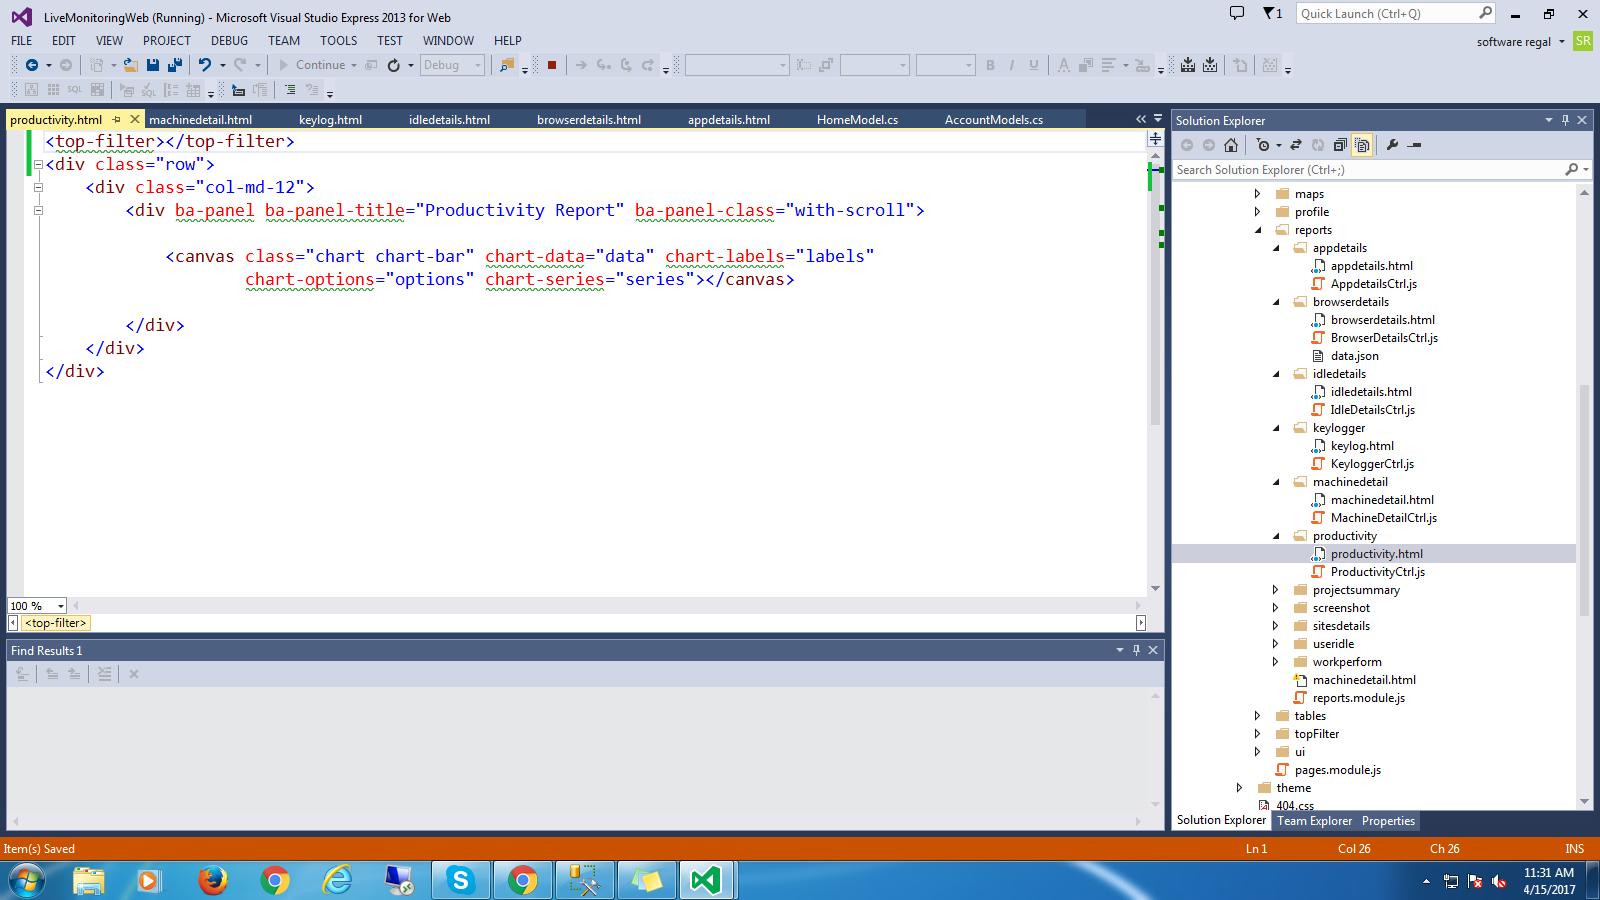 LiveMonitoringWeb (Running) - Microsoft Visual Studio Express 2013 for Web
1
Quick Launch (Ctrl+Q)
FILE EDIT VIEW PROJECT DEBUG TEAM TOOLS TEST WINDOW HELP
software regal SR
Continue
Debug
SQL
SQL
productivity.html machinedetail.html keylog.html idledetails.html browserdetails.html appdetails.html HomeModel.cs AccountModels.cs
<top-filter></top-filter>
<div class="row">
<div class="col-md-12">
<div ba-panel ba-panel-title="Productivity Report" ba-panel-class="with-scroll">
<canvas class="chart chart-bar" chart-data="data" chart-labels="labels"
chart-options="options" chart-series="series"></canvas>
</div>
</div>
</div>
100 %
<top-filter>
Find Results 1
Solution Explorer
Search Solution Explorer (Ctrl+;)
maps
profile
reports
appdetails
appdetails.html
AppdetailsCtrl.js
browserdetails
browserdetails.html
BrowserDetailsCtrl.js
data.json
idledetails
idledetails.html
IdleDetailsCtrl.js
keylogger
keylog.html
KeyloggerCtrl.js
machinedetail
machinedetail.html
MachineDetailCtrl.js
productivity
productivity.html
ProductivityCtrl.js
projectsummary
screenshot
sitesdetails
useridle
workperform
machinedetail.html
reports.module.js
tables
topFilter
ui
pages.module.js
theme
404.css
Solution Explorer Team Explorer Properties
Item(s) Saved
Ln 1 Col 26 Ch 26 INS
11:31 AM
4/15/2017